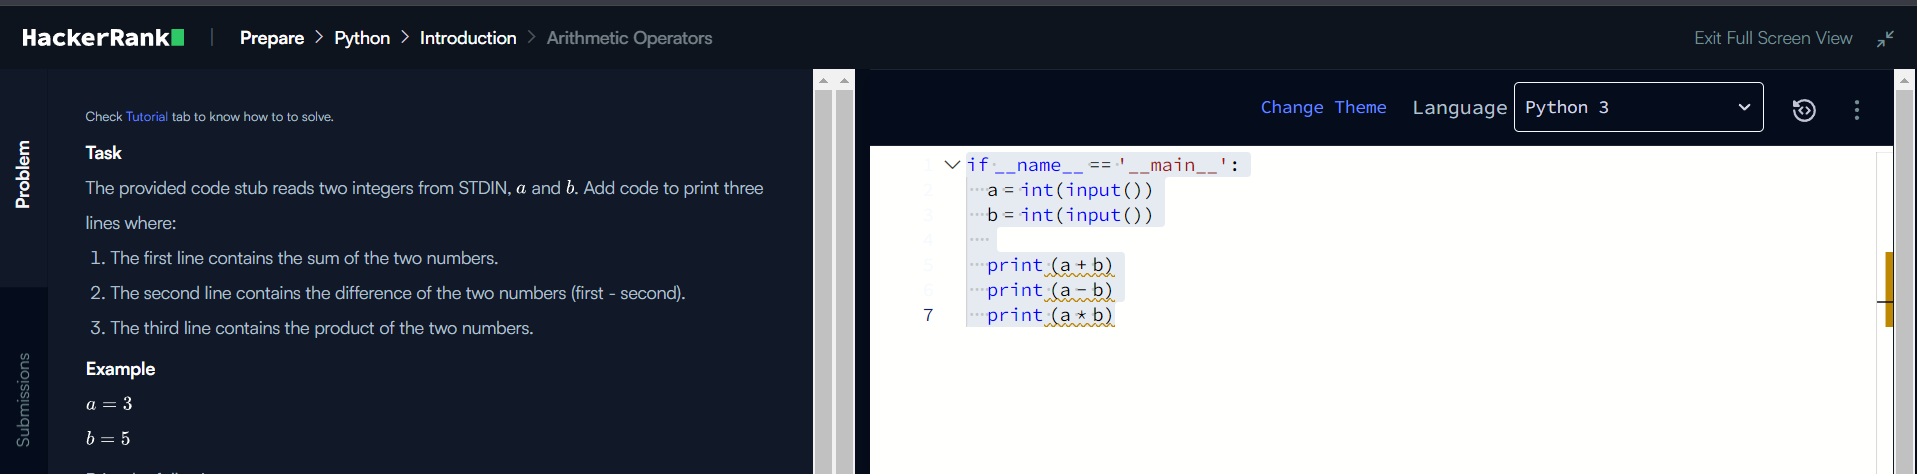 HackerRank
Prepare > Python > Introduction > Arithmetic Operators
Exit Full Screen View
Problem
Submissions
Check Tutorial tab to know how to to solve.
Task
The provided code stub reads two integers from STDIN, a and b. Add code to print three
lines where:
1. The first line contains the sum of the two numbers.
2. The second line contains the difference of the two numbers (first - second).
3. The third line contains the product of the two numbers.
Example
a = 3
b = 5
Change Theme Language Python 3
1 if __name__ == '__main__':
2 a = int(input())
3 b = int(input())
4
5 print (a + b)
6 print (a - b)
7 print (a * b)